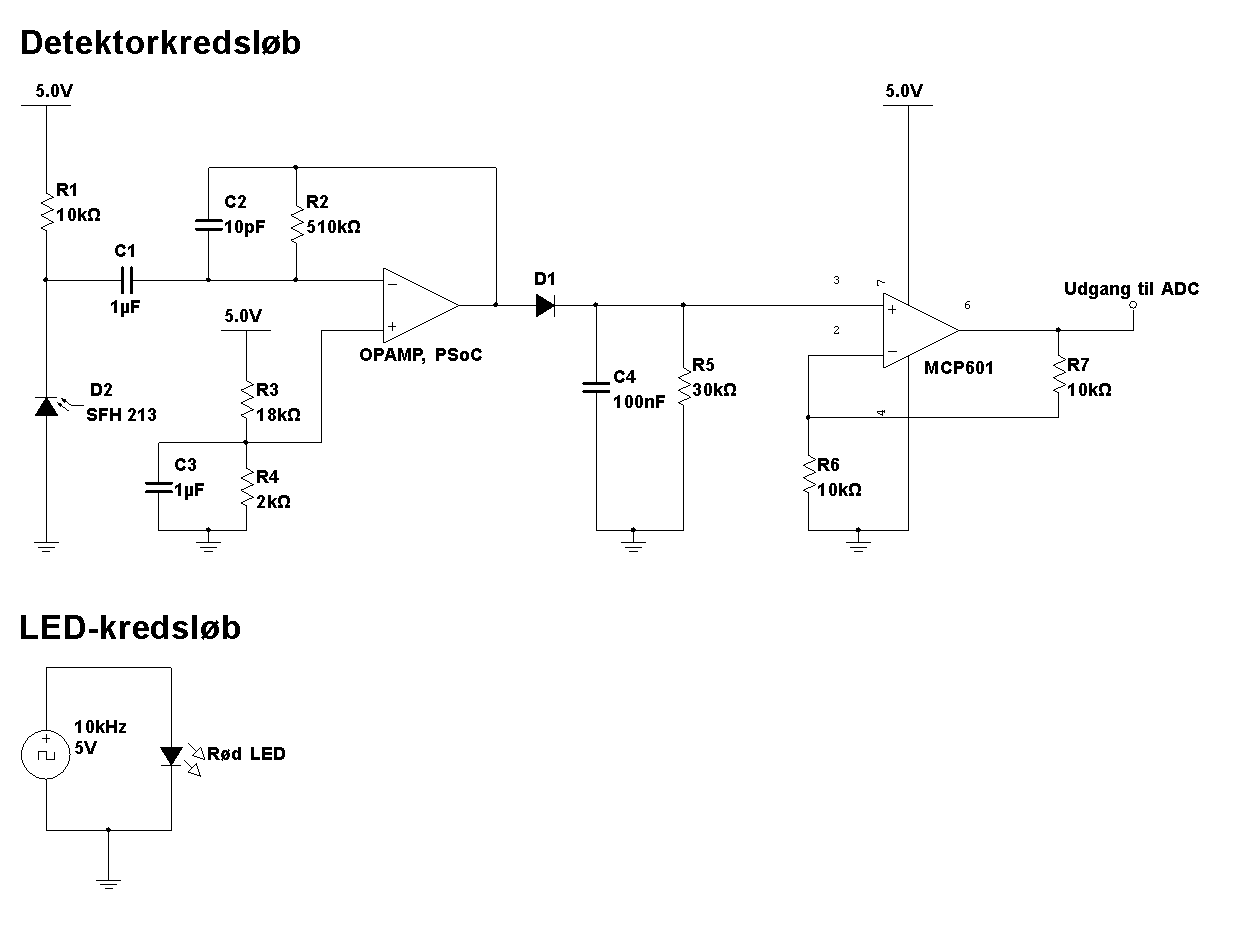 Detektorkredsløb
5.0V
5.0V
R1
10kΩ
C2
10pF
R2
510kΩ
C1
1µF
D1
3
7
6
Udgang til ADC
5.0V
2
OPAMP, PSoC
MCP601
R7
10kΩ
D2
SFH 213
R3
18kΩ
C4
100nF
R5
30kΩ
4
C3
1µF
R4
2kΩ
R6
10kΩ
LED-kredsløb
10kHz
5V
Rød LED